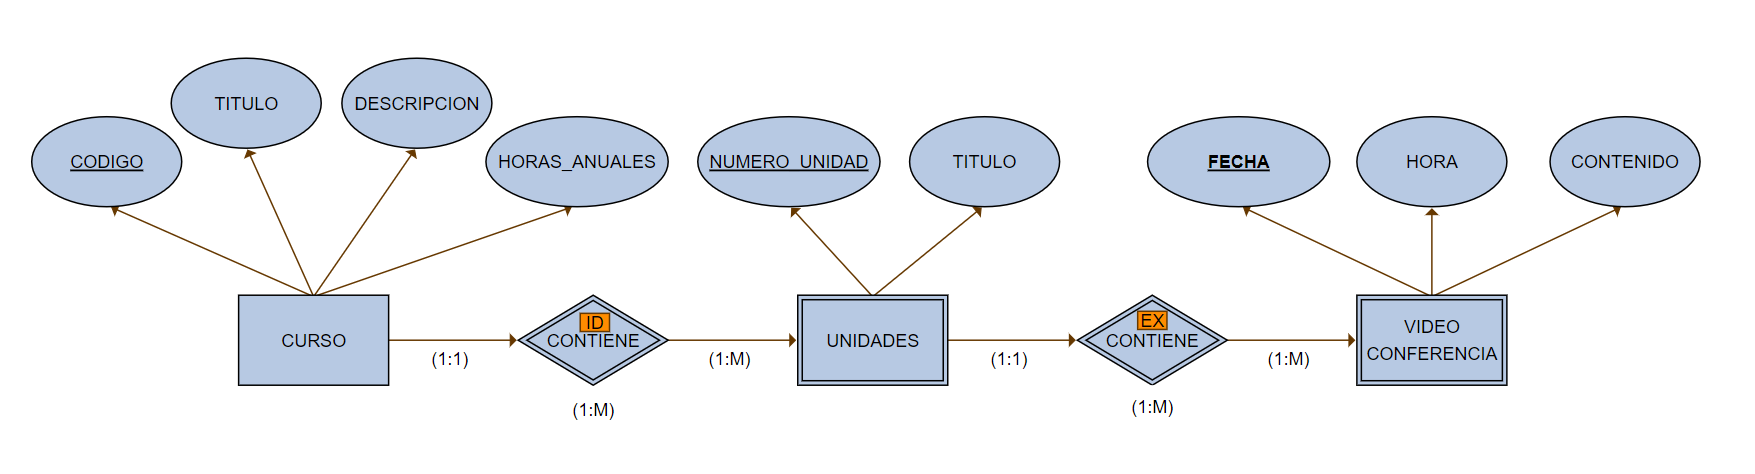 CODIGO
TITULO
DESCRIPCION
HORAS_ANUALES
NUMERO_UNIDAD
TITULO
FECHA
HORA
CONTENIDO
CURSO
(1:1)
ID
CONTIENE
(1:M)
(1:M)
UNIDADES
(1:1)
EX
CONTIENE
(1:M)
(1:M)
VIDEO
CONFERENCIA